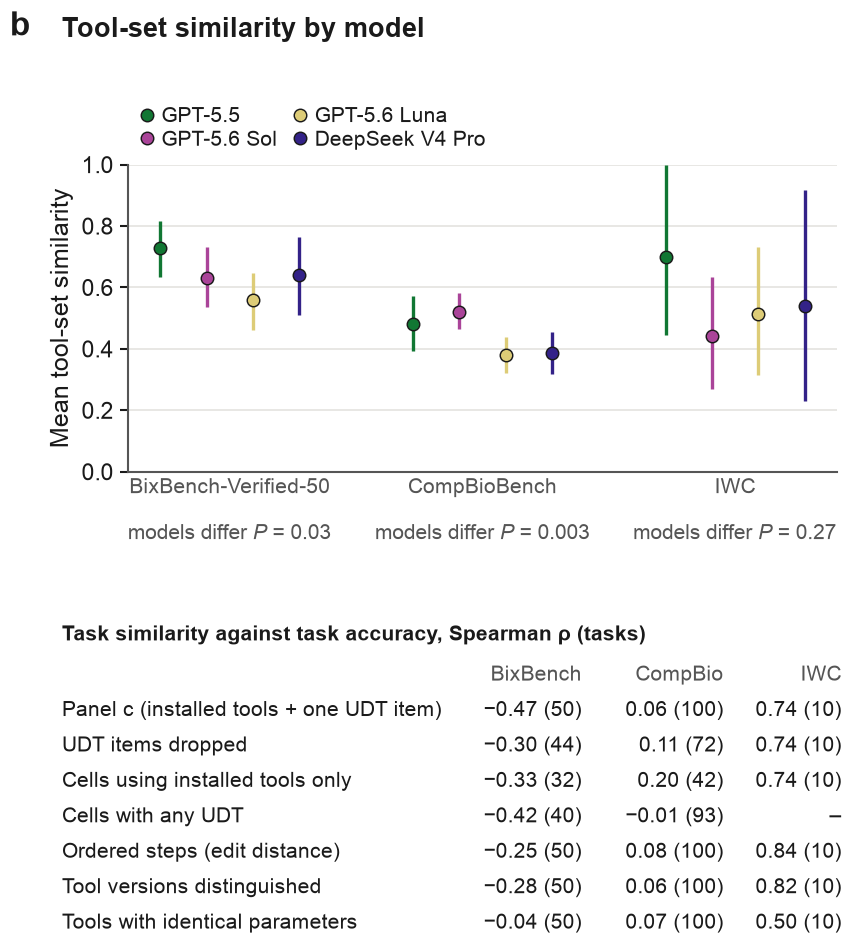 b Tool-set similarity by model
GPT-5.5 GPT-5.6 Luna
GPT-5.6 Sol DeepSeek V4 Pro
Mean tool-set similarity
1.0
0.8
0.6
0.4
0.2
0.0
BixBench-Verified-50 CompBioBench IWC
models differ P = 0.03 models differ P = 0.003 models differ P = 0.27
Task similarity against task accuracy, Spearman ρ (tasks)
BixBench CompBio IWC
Panel c (installed tools + one UDT item) −0.47 (50) 0.06 (100) 0.74 (10)
UDT items dropped −0.30 (44) 0.11 (72) 0.74 (10)
Cells using installed tools only −0.33 (32) 0.20 (42) 0.74 (10)
Cells with any UDT −0.42 (40) −0.01 (93) –
Ordered steps (edit distance) −0.25 (50) 0.08 (100) 0.84 (10)
Tool versions distinguished −0.28 (50) 0.06 (100) 0.82 (10)
Tools with identical parameters −0.04 (50) 0.07 (100) 0.50 (10)